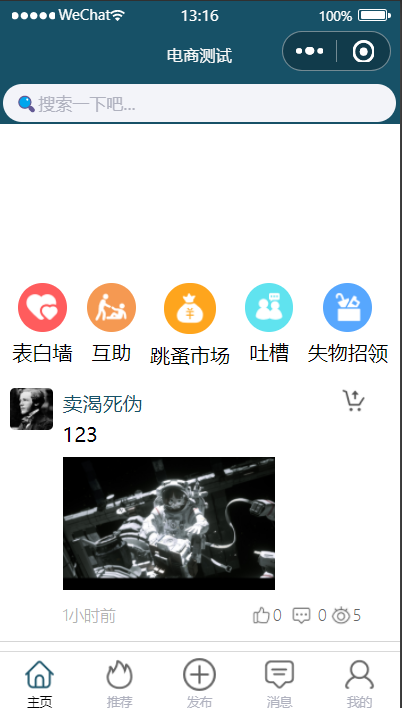 WeChat 13:16 100%
电商测试
搜索一下吧...
表白墙 互助 跳蚤市场 吐槽 失物招领
卖渴死伪
123
1小时前 0 0 5
主页 推荐 发布 消息 我的